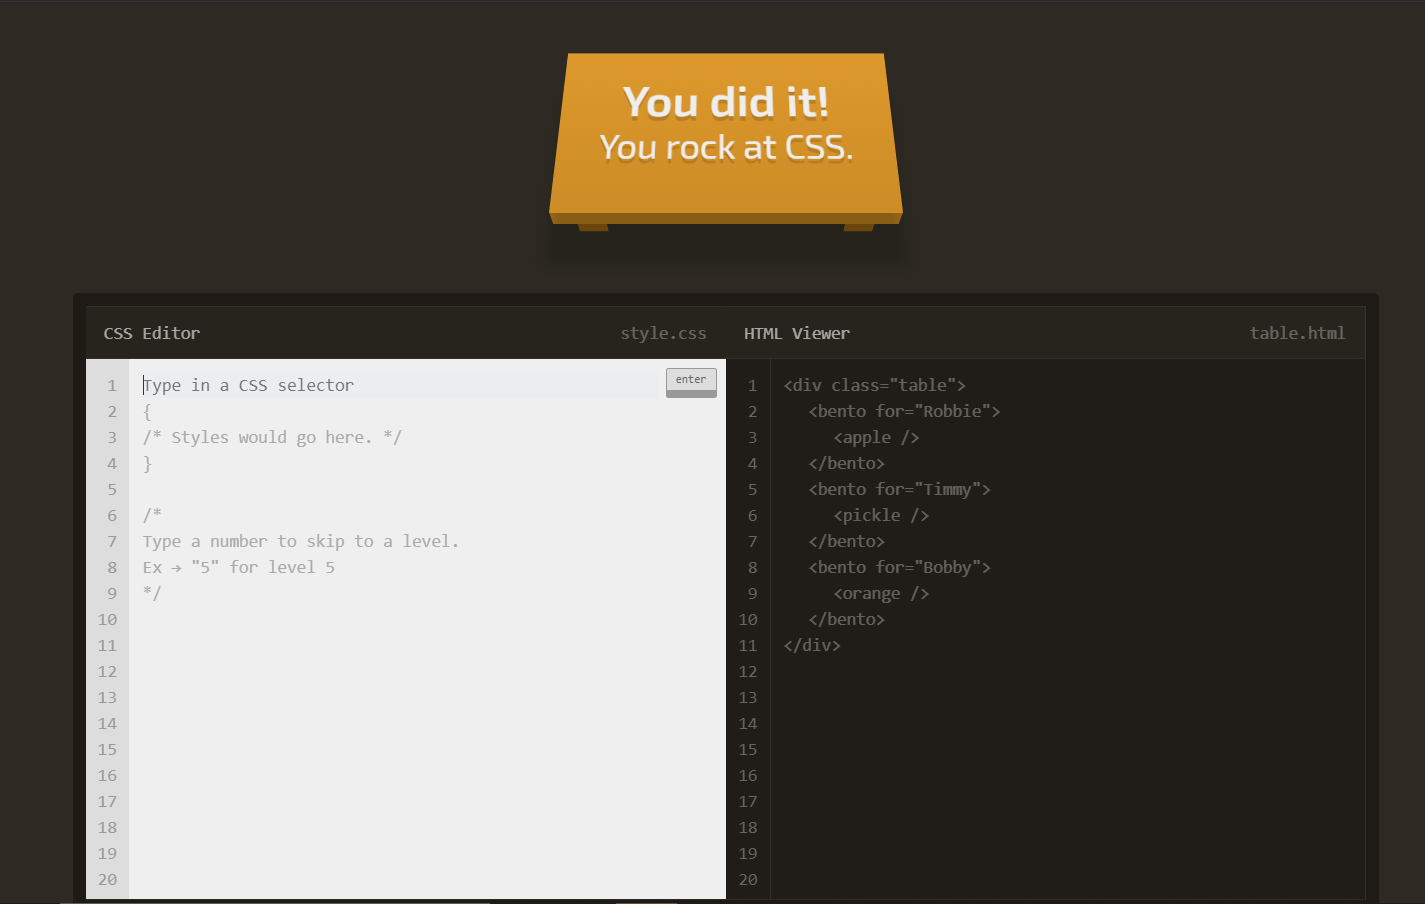 You did it!
You rock at CSS.
CSS Editor
style.css
HTML Viewer
table.html
1 Type in a CSS selector
enter
2 {
3 /* Styles would go here. */
4 }
5
6 /*
7 Type a number to skip to a level.
8 Ex → "5" for level 5
9 */
10
11
12
13
14
15
16
17
18
19
20
1 <div class="table">
2 <bento for="Robbie">
3 <apple />
4 </bento>
5 <bento for="Timmy">
6 <pickle />
7 </bento>
8 <bento for="Bobby">
9 <orange />
10 </bento>
11 </div>
12
13
14
15
16
17
18
19
20